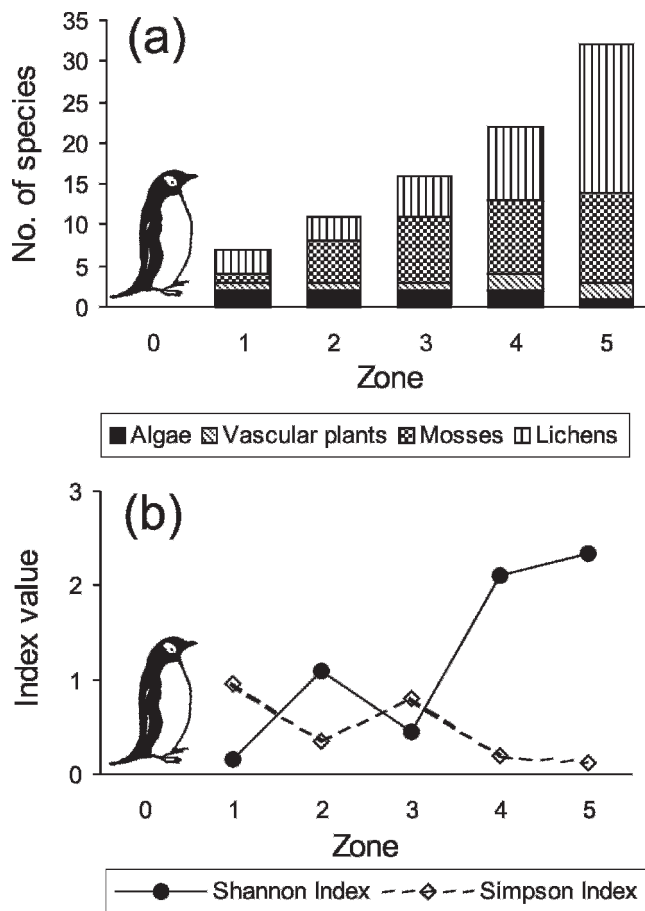 (a)
No. of species
35
30
25
20
15
10
5
0
0 1 2 3 4 5
Zone
Algae Vascular plants Mosses Lichens
(b)
Index value
3
2
1
0
0 1 2 3 4 5
Zone
Shannon Index Simpson Index